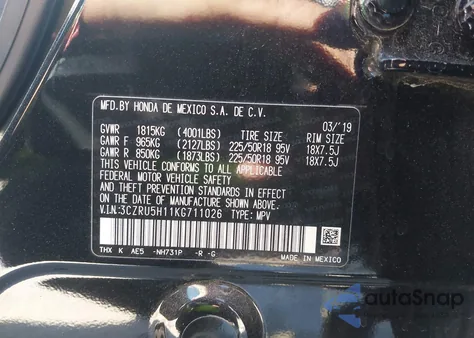 MFD.BY HONDA DE MEXICO S.A. DE C.V.
03/'19
GVWR 1815KG (4001LBS) TIRE SIZE RIM SIZE
GAWR F 965KG (2127LBS) 225/50R18 95V 18X7.5J
GAWR R 850KG (1873LBS) 225/50R18 95V 18X7.5J
THIS VEHICLE CONFORMS TO ALL APPLICABLE
FEDERAL MOTOR VEHICLE SAFETY
AND THEFT PREVENTION STANDARDS IN EFFECT
ON THE DATE OF MANUFACTURE SHOWN ABOVE.
V.I.N:3CZRU5H11KG711026 TYPE: MPV
THX K AE5 -NH731P -R -G
MADE IN MEXICO
autoSnap